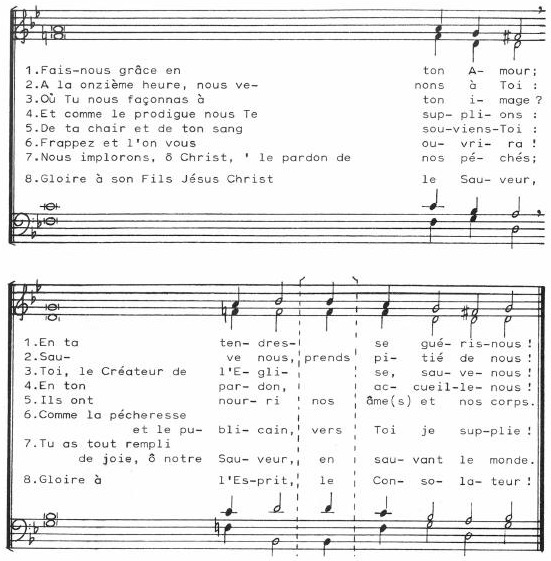 1.Fais-nous grâce en ton A- mour;
2.A la onzième heure, nous ve- nons à Toi :
3.Où Tu nous façonnas à ton i- mage ?
4.Et comme le prodigue nous Te sup- pli- ons :
5.De ta chair et de ton sang sou-viens-Toi :
6.Frappez et l'on vous ou- vri- ra !
7.Nous implorons, ô Christ, ' le pardon de nos pé- chés;
8.Gloire à son Fils Jésus Christ le Sau- veur,
1.En ta ten- dres- se gué- ris-nous !
2.Sau- ve nous, prends pi- tié de nous !
3.Toi, le Créateur de l'E- gli- se, sau- ve-nous !
4.En ton par- don, ac- cueil-le- nous !
5.Ils ont nour- ri nos âme(s) et nos corps.
6.Comme la pécheresse
et le pu- bli- cain, vers Toi je sup-plie !
7.Tu as tout rempli
de joie, ô notre Sau- veur, en sau- vant le monde.
8.Gloire à l'Es-prit, le Con- so- la- teur !